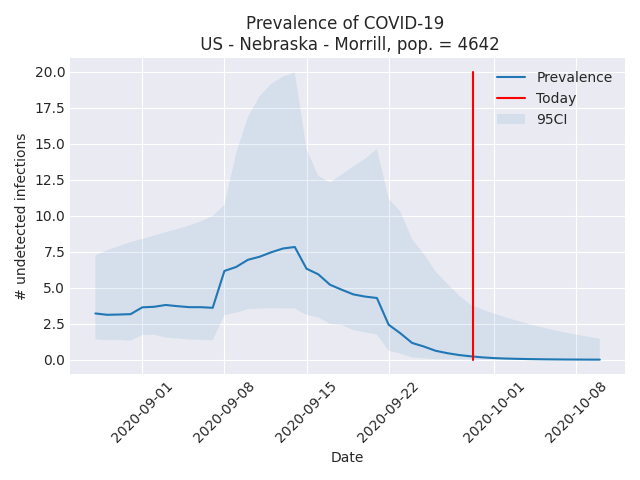 Prevalence of COVID-19
US - Nebraska - Morrill, pop. = 4642
20.0
17.5
15.0
12.5
10.0
7.5
5.0
2.5
0.0
# undetected infections
Prevalence
Today
95CI
2020-09-01
2020-09-08
2020-09-15
2020-09-22
2020-10-01
2020-10-08
Date